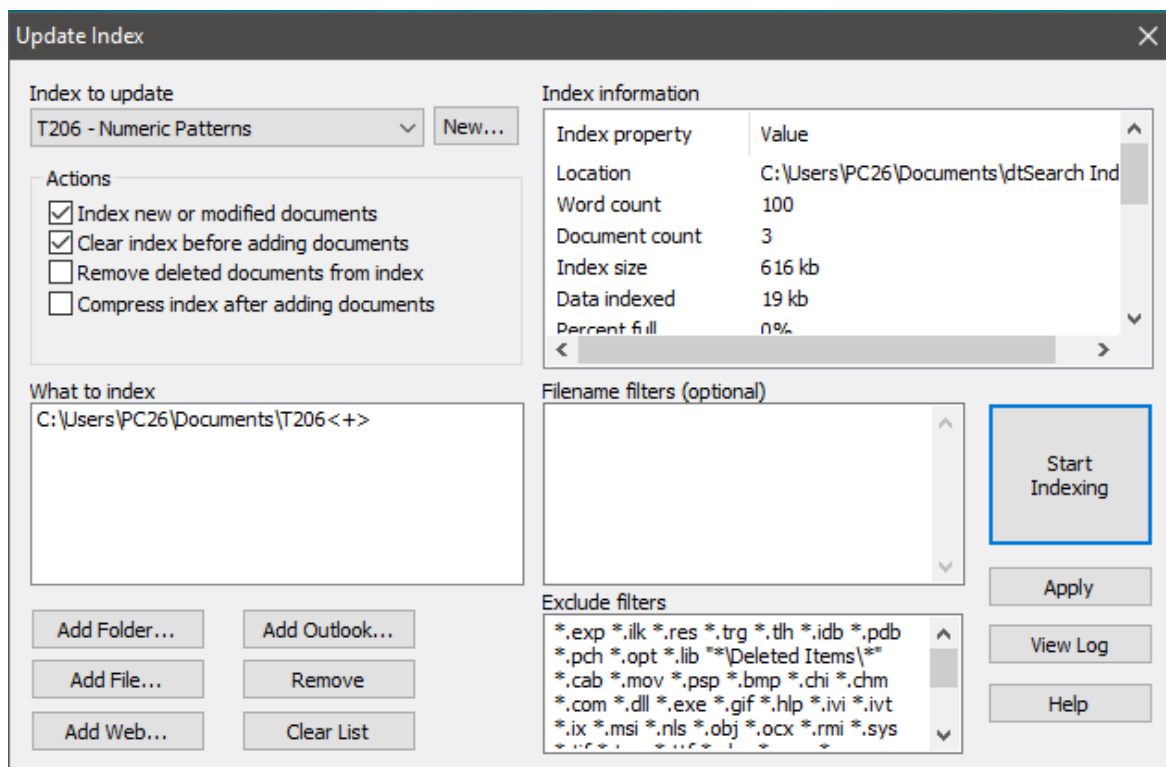 Update Index
Index to update
T206 - Numeric Patterns
New...
Actions
Index new or modified documents
Clear index before adding documents
Remove deleted documents from index
Compress index after adding documents
Index information
Index property Value
Location C:\Users\PC26\Documents\dtSearch Ind
Word count 100
Document count 3
Index size 616 kb
Data indexed 19 kb
Percent full 0%
What to index
C:\Users\PC26\Documents\T206<+>
Filename filters (optional)
Start
Indexing
Apply
Exclude filters
*.exp *.ilk *.res *.trg *.tlh *.idb *.pdb
*.pch *.opt *.lib "*\Deleted Items\*"
*.cab *.mov *.psp *.bmp *.chi *.chm
*.com *.dll *.exe *.gif *.hlp *.ivi *.ivt
*.ix *.msi *.nls *.obj *.ocx *.rmi *.sys
View Log
Help
Add Folder... Add Outlook...
Add File... Remove
Add Web... Clear List